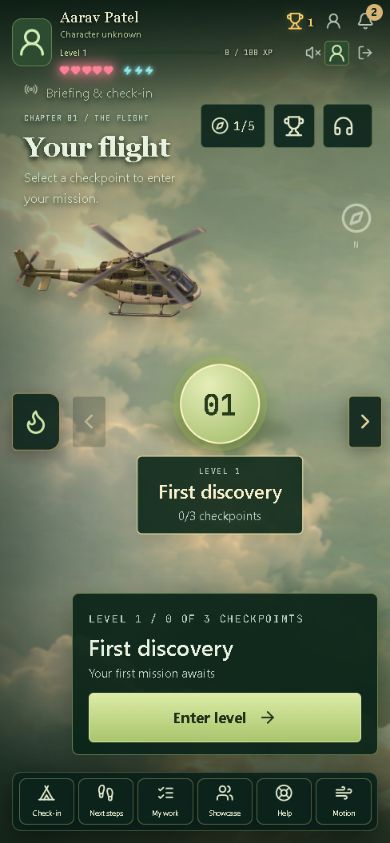 Aarav Patel
Character unknown
Level 1
0 / 100 XP
1
2
Briefing & check-in
CHAPTER 01 / THE FLIGHT
Your flight
Select a checkpoint to enter
your mission.
1/5
N
01
LEVEL 1
First discovery
0/3 checkpoints
LEVEL 1 / 0 OF 3 CHECKPOINTS
First discovery
Your first mission awaits
Enter level
Check-in
Next steps
My work
Showcase
Help
Motion